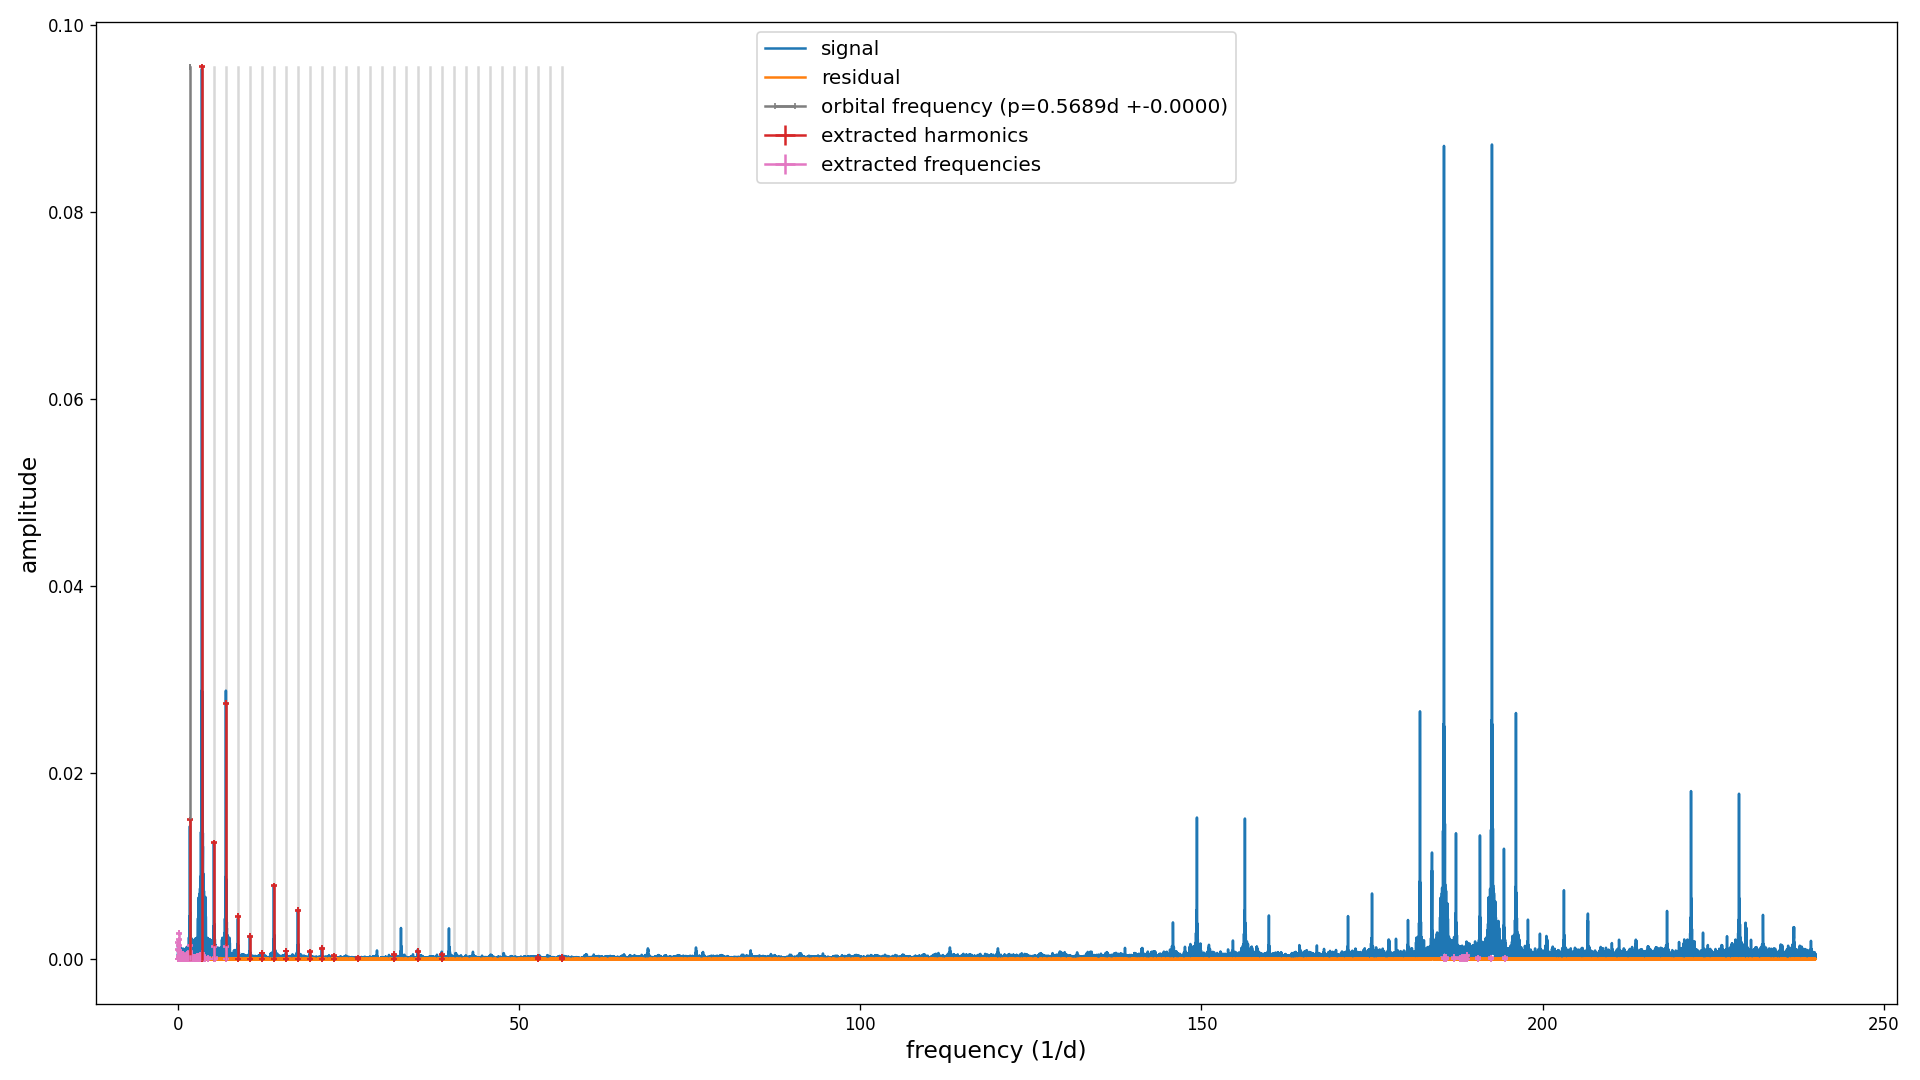 0.10
0.08
0.06
0.04
0.02
0.00
amplitude
signal
residual
orbital frequency (p=0.5689d +-0.0000)
extracted harmonics
extracted frequencies
0
50
100
150
200
250
frequency (1/d)